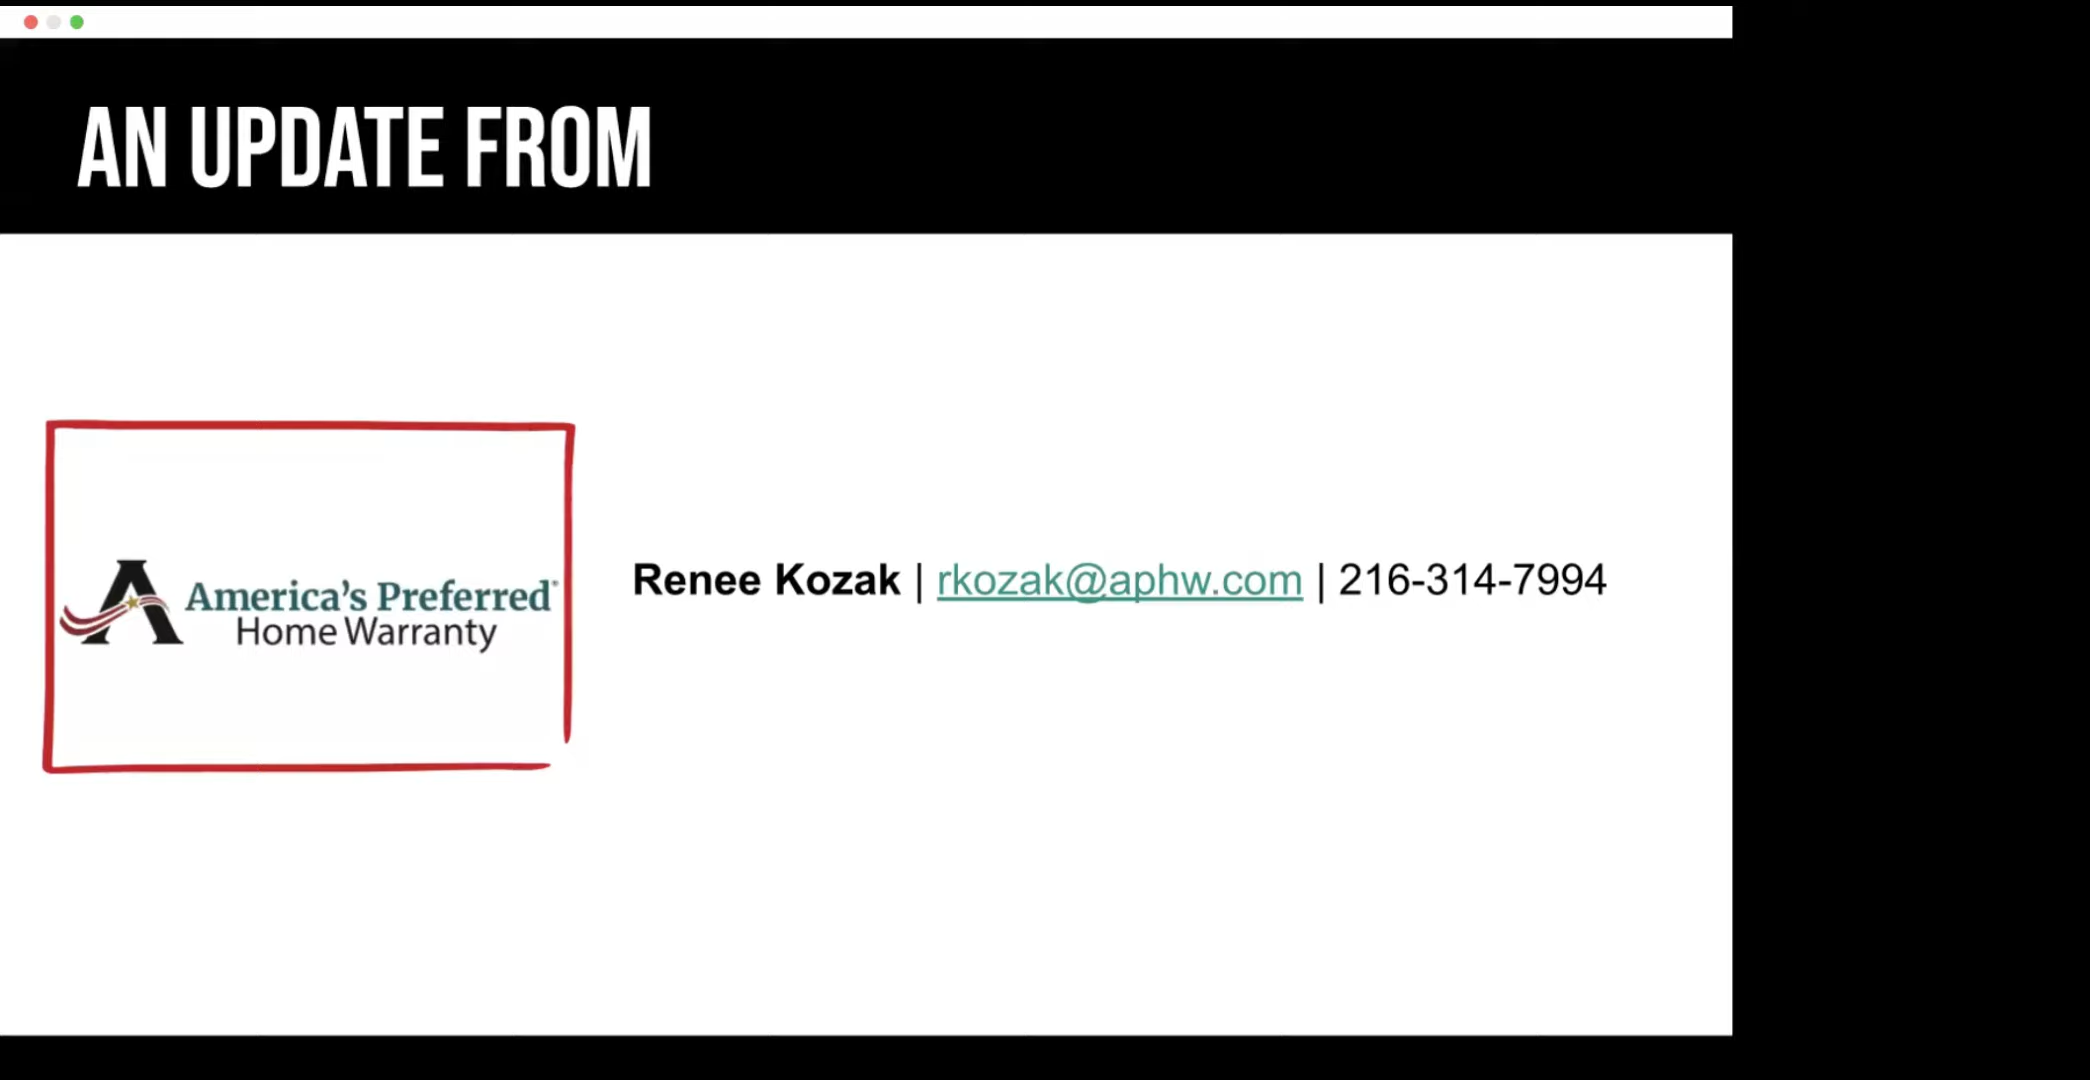 AN UPDATE FROM
America's Preferred®
Home Warranty
Renee Kozak | rkozak@aphw.com | 216-314-7994